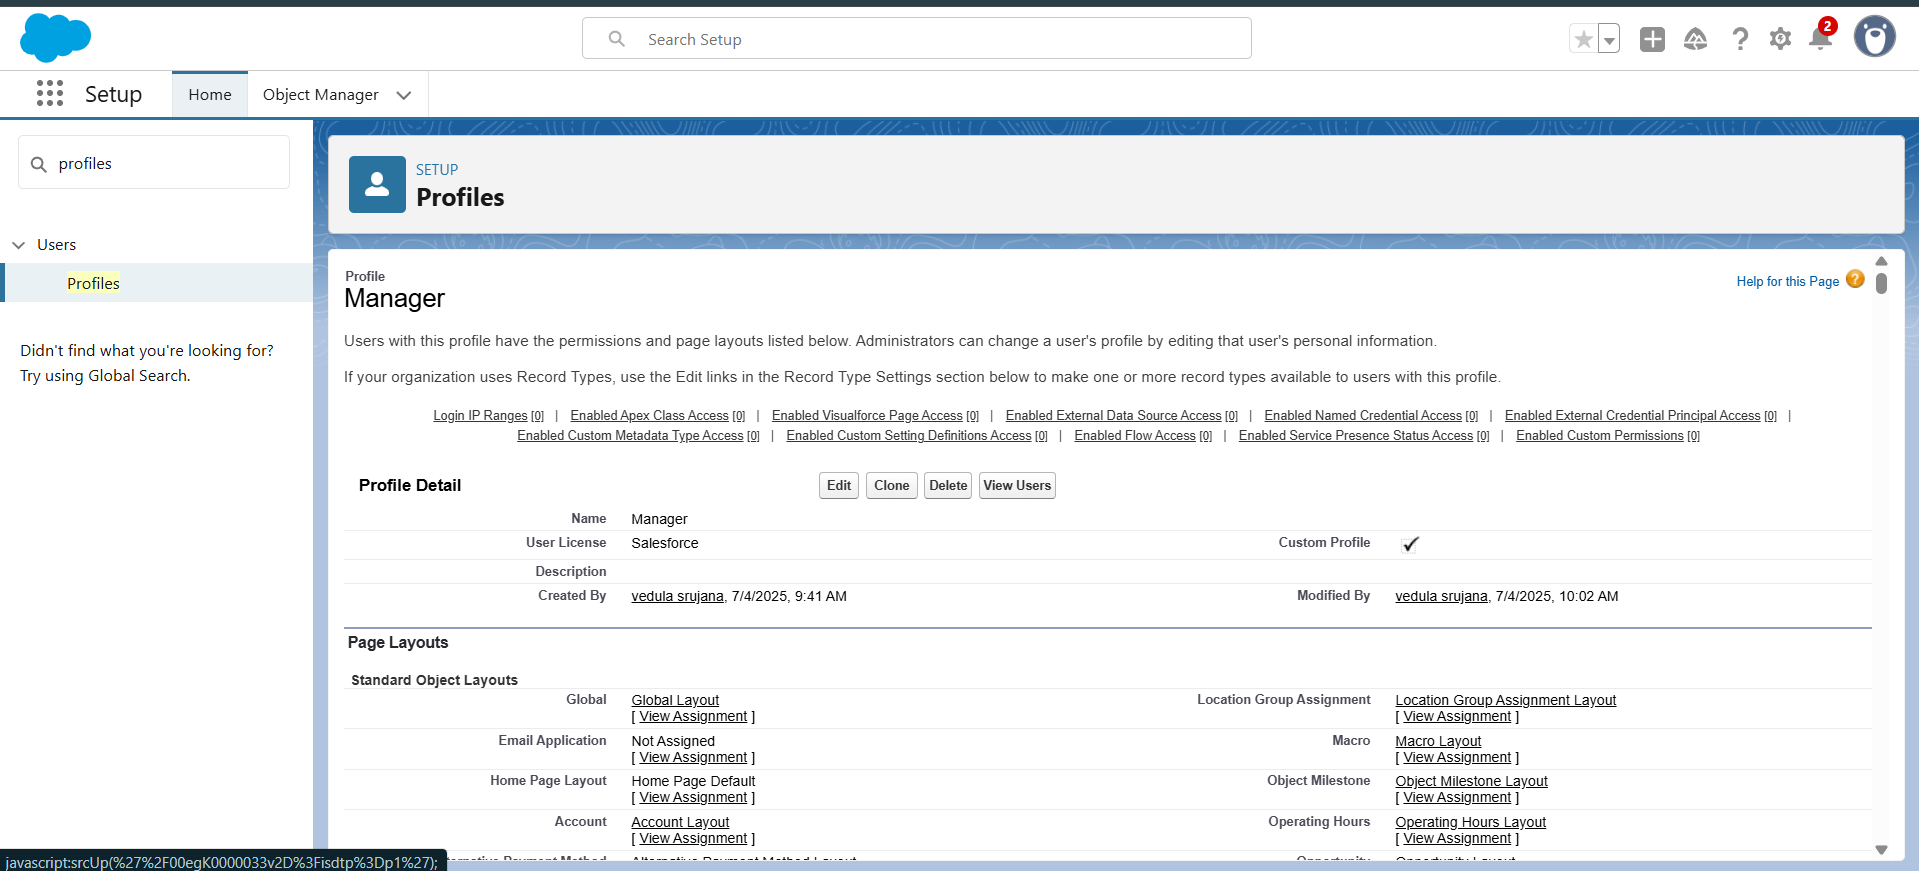 Search Setup
2
Setup
Home
Object Manager
profiles
Users
Profiles
Didn't find what you're looking for?
Try using Global Search.
SETUP
Profiles
Profile
Manager
Help for this Page ?
Users with this profile have the permissions and page layouts listed below. Administrators can change a user's profile by editing that user's personal information.
If your organization uses Record Types, use the Edit links in the Record Type Settings section below to make one or more record types available to users with this profile.
Login IP Ranges [0] | Enabled Apex Class Access [0] | Enabled Visualforce Page Access [0] | Enabled External Data Source Access [0] | Enabled Named Credential Access [0] | Enabled External Credential Principal Access [0] |
Enabled Custom Metadata Type Access [0] | Enabled Custom Setting Definitions Access [0] | Enabled Flow Access [0] | Enabled Service Presence Status Access [0] | Enabled Custom Permissions [0]
Profile Detail Edit Clone Delete View Users
Name Manager
User License Salesforce Custom Profile
Description
Created By vedula srujana, 7/4/2025, 9:41 AM Modified By vedula srujana, 7/4/2025, 10:02 AM
Page Layouts
Standard Object Layouts
Global Global Layout Location Group Assignment Location Group Assignment Layout
[ View Assignment ] [ View Assignment ]
Email Application Not Assigned Macro Macro Layout
[ View Assignment ] [ View Assignment ]
Home Page Layout Home Page Default Object Milestone Object Milestone Layout
[ View Assignment ] [ View Assignment ]
Account Account Layout Operating Hours Operating Hours Layout
[ View Assignment ] [ View Assignment ]
Payment Method Alternative Payment Method Layout Opportunity Opportunity Layout
javascript:srcUp(%27%2F00egK0000033v2D%3Fisdtp%3Dp1%27);